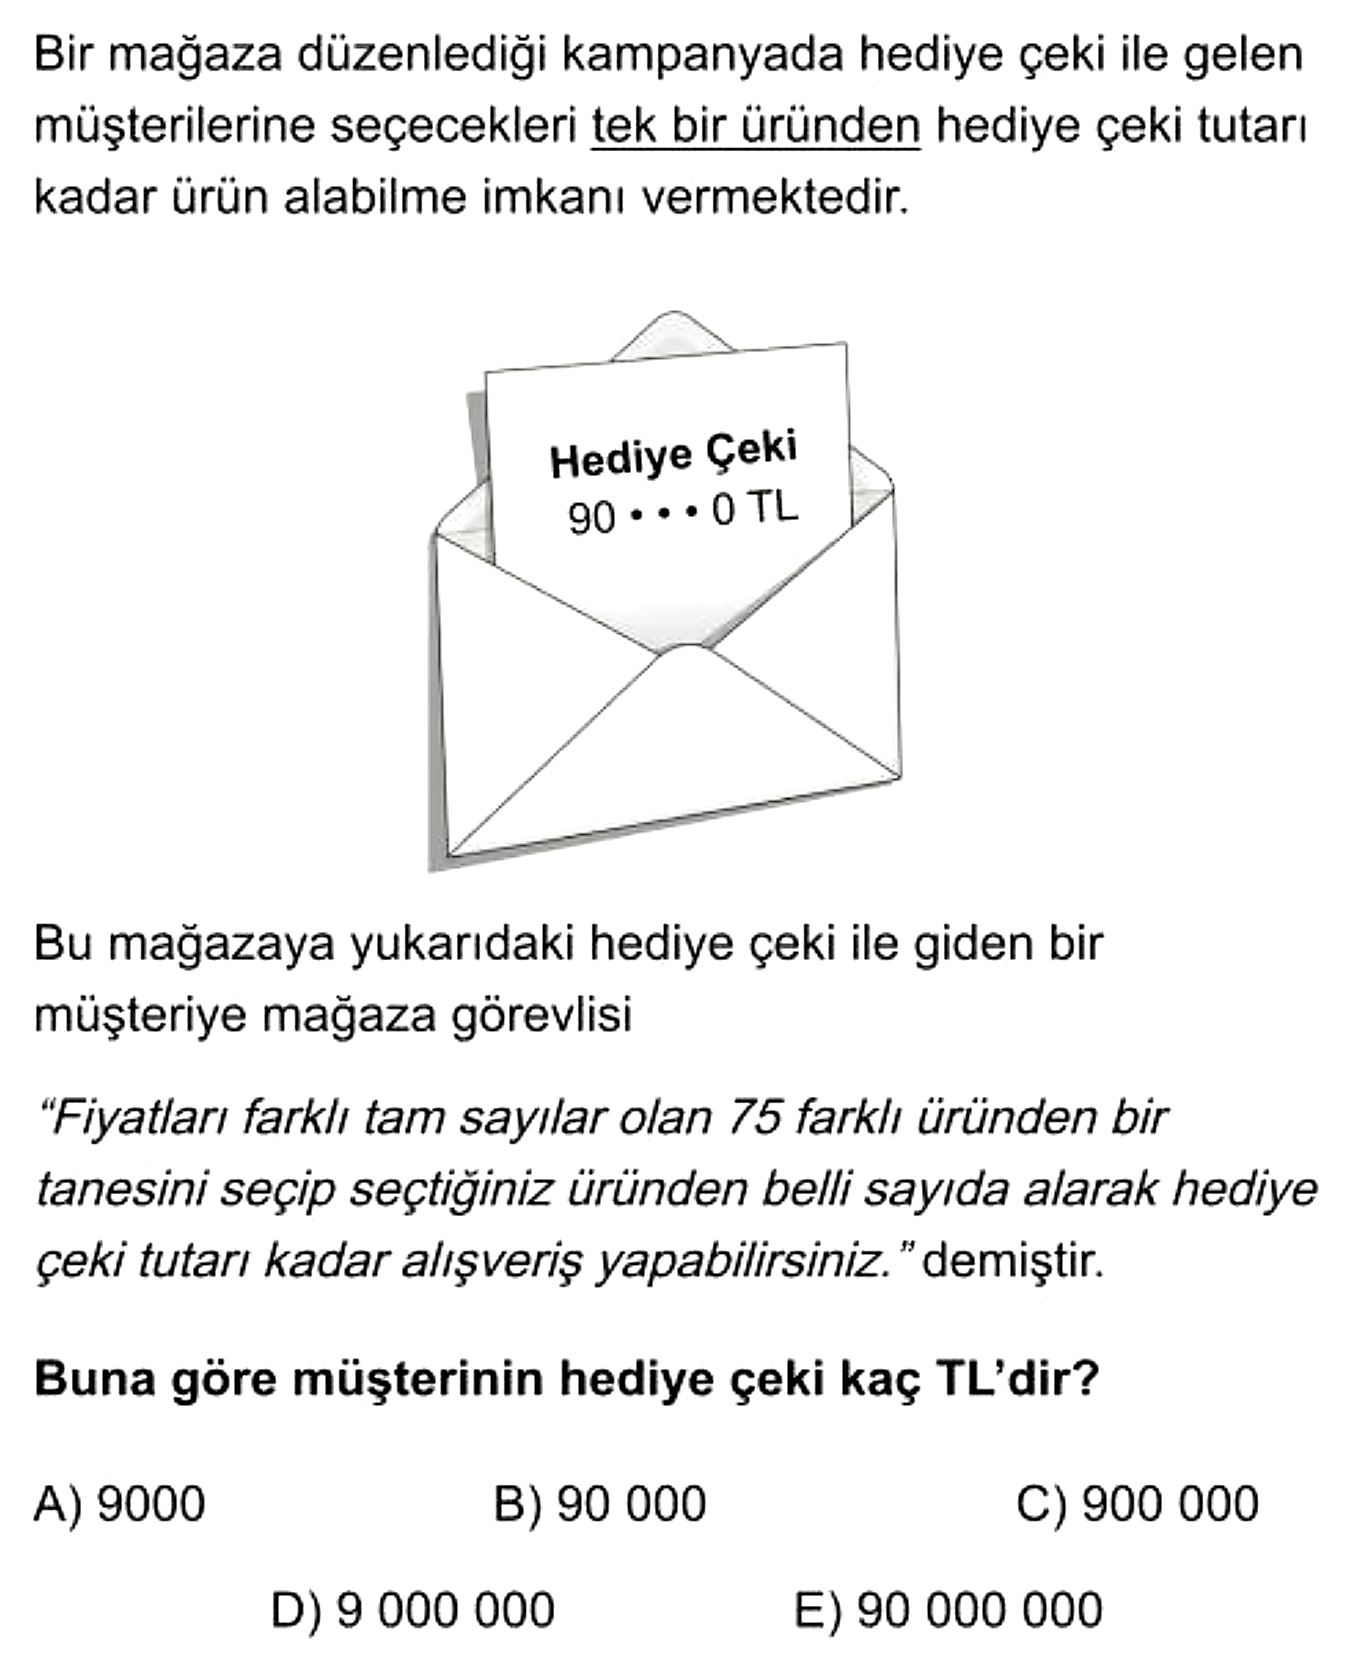 Bir mağaza düzenlediği kampanyada hediye çeki ile gelen
müşterilerine seçecekleri tek bir üründen hediye çeki tutarı
kadar ürün alabilme imkanı vermektedir.
Hediye Çeki
90 • • • 0 TL
Bu mağazaya yukarıdaki hediye çeki ile giden bir
müşteriye mağaza görevlisi
“Fiyatları farklı tam sayılar olan 75 farklı üründen bir
tanesini seçip seçtiğiniz üründen belli sayıda alarak hediye
çeki tutarı kadar alışveriş yapabilirsiniz.” demiştir.
Buna göre müşterinin hediye çeki kaç TL’dir?
A) 9000 B) 90 000 C) 900 000
D) 9 000 000 E) 90 000 000